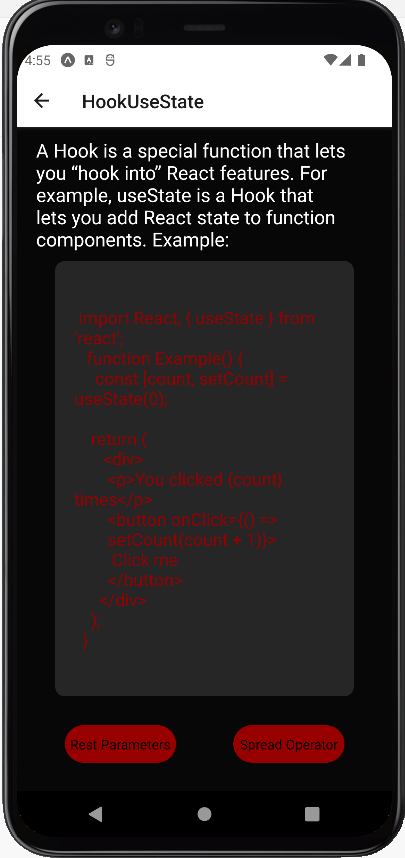 4:55
HookUseState
A Hook is a special function that lets
you “hook into” React features. For
example, useState is a Hook that
lets you add React state to function
components. Example:
import React, { useState } from
'react';
function Example() {
const [count, setCount] =
useState(0);
return (
<div>
<p>You clicked {count}
times</p>
<button onClick={() =>
setCount(count + 1)}>
Click me
</button>
</div>
);
}
Rest Parameters
Spread Operator